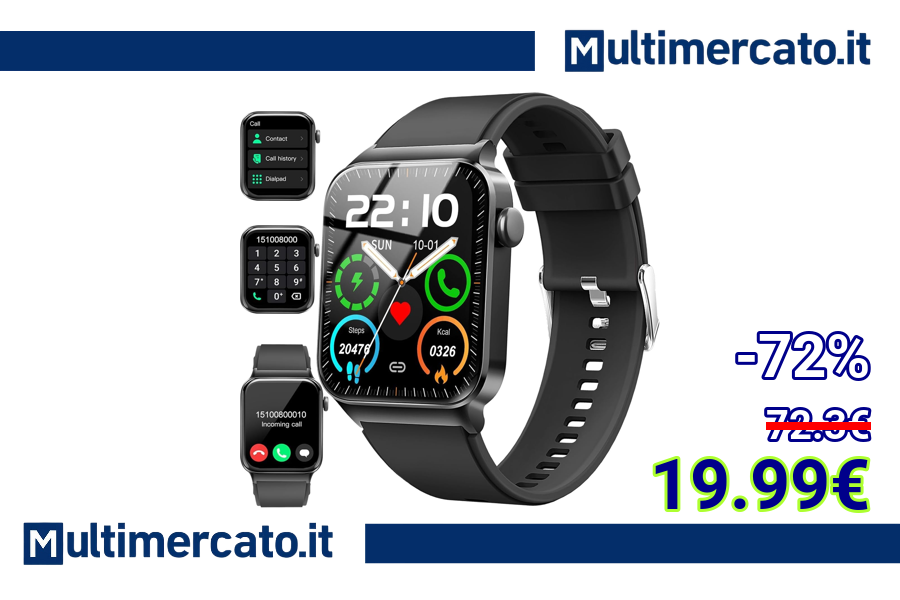 Multimercato.it
Call
Contact
Call history
Dialpad
151008000
1 2 3
4 5 6
7* 8 9#
0+
15100800010
Incoming call
22:10
SUN 10-01
Steps
20476
Kcal
0326
-72%
72.3€
19.99€
Multimercato.it